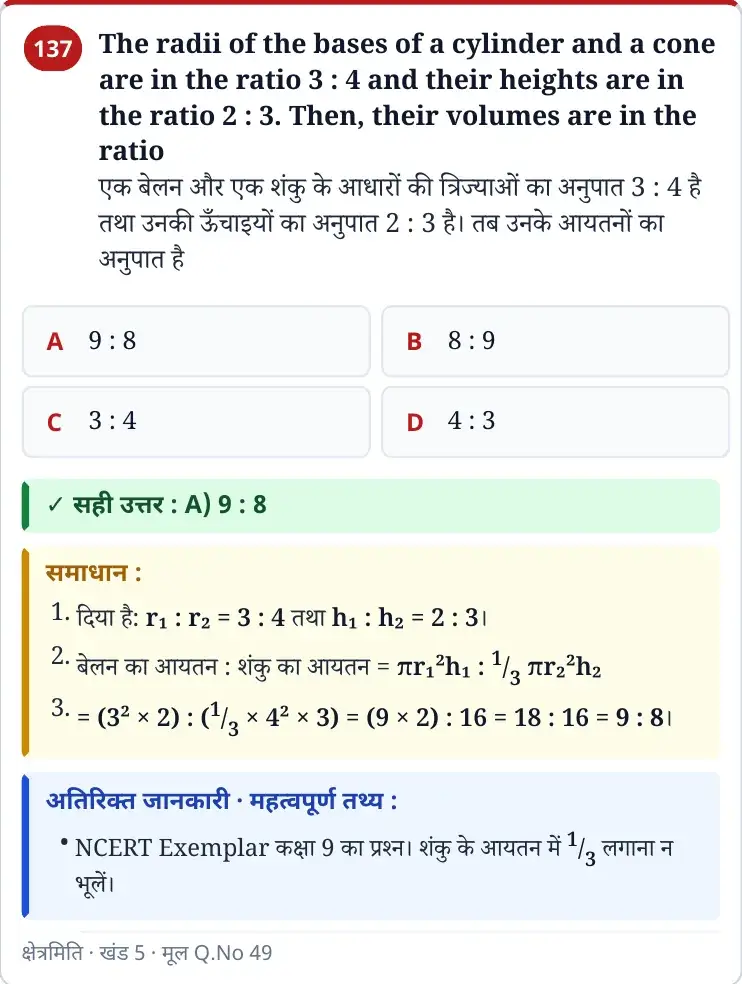 137
The radii of the bases of a cylinder and a cone
are in the ratio 3 : 4 and their heights are in
the ratio 2 : 3. Then, their volumes are in the
ratio
एक बेलन और एक शंकु के आधारों की त्रिज्याओं का अनुपात 3 : 4 है
तथा उनकी ऊँचाइयों का अनुपात 2 : 3 है। तब उनके आयतनों का
अनुपात है
A 9 : 8
B 8 : 9
C 3 : 4
D 4 : 3
✓ सही उत्तर : A) 9 : 8
समाधान :
1. दिया है: r₁ : r₂ = 3 : 4 तथा h₁ : h₂ = 2 : 3।
2. बेलन का आयतन : शंकु का आयतन = πr₁²h₁ : ¹/₃ πr₂²h₂
3. = (3² × 2) : (¹/₃ × 4² × 3) = (9 × 2) : 16 = 18 : 16 = 9 : 8।
अतिरिक्त जानकारी · महत्वपूर्ण तथ्य :
• NCERT Exemplar कक्षा 9 का प्रश्न। शंकु के आयतन में ¹/₃ लगाना न
भूलें।
क्षेत्रमिति · खंड 5 · मूल Q.No 49